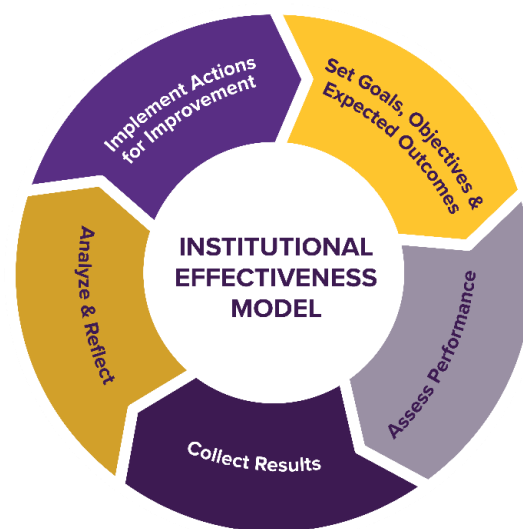 INSTITUTIONAL
EFFECTIVENESS
MODEL
Set Goals, Objectives &
Expected Outcomes
Assess Performance
Collect Results
Analyze & Reflect
Implement Actions
for Improvement